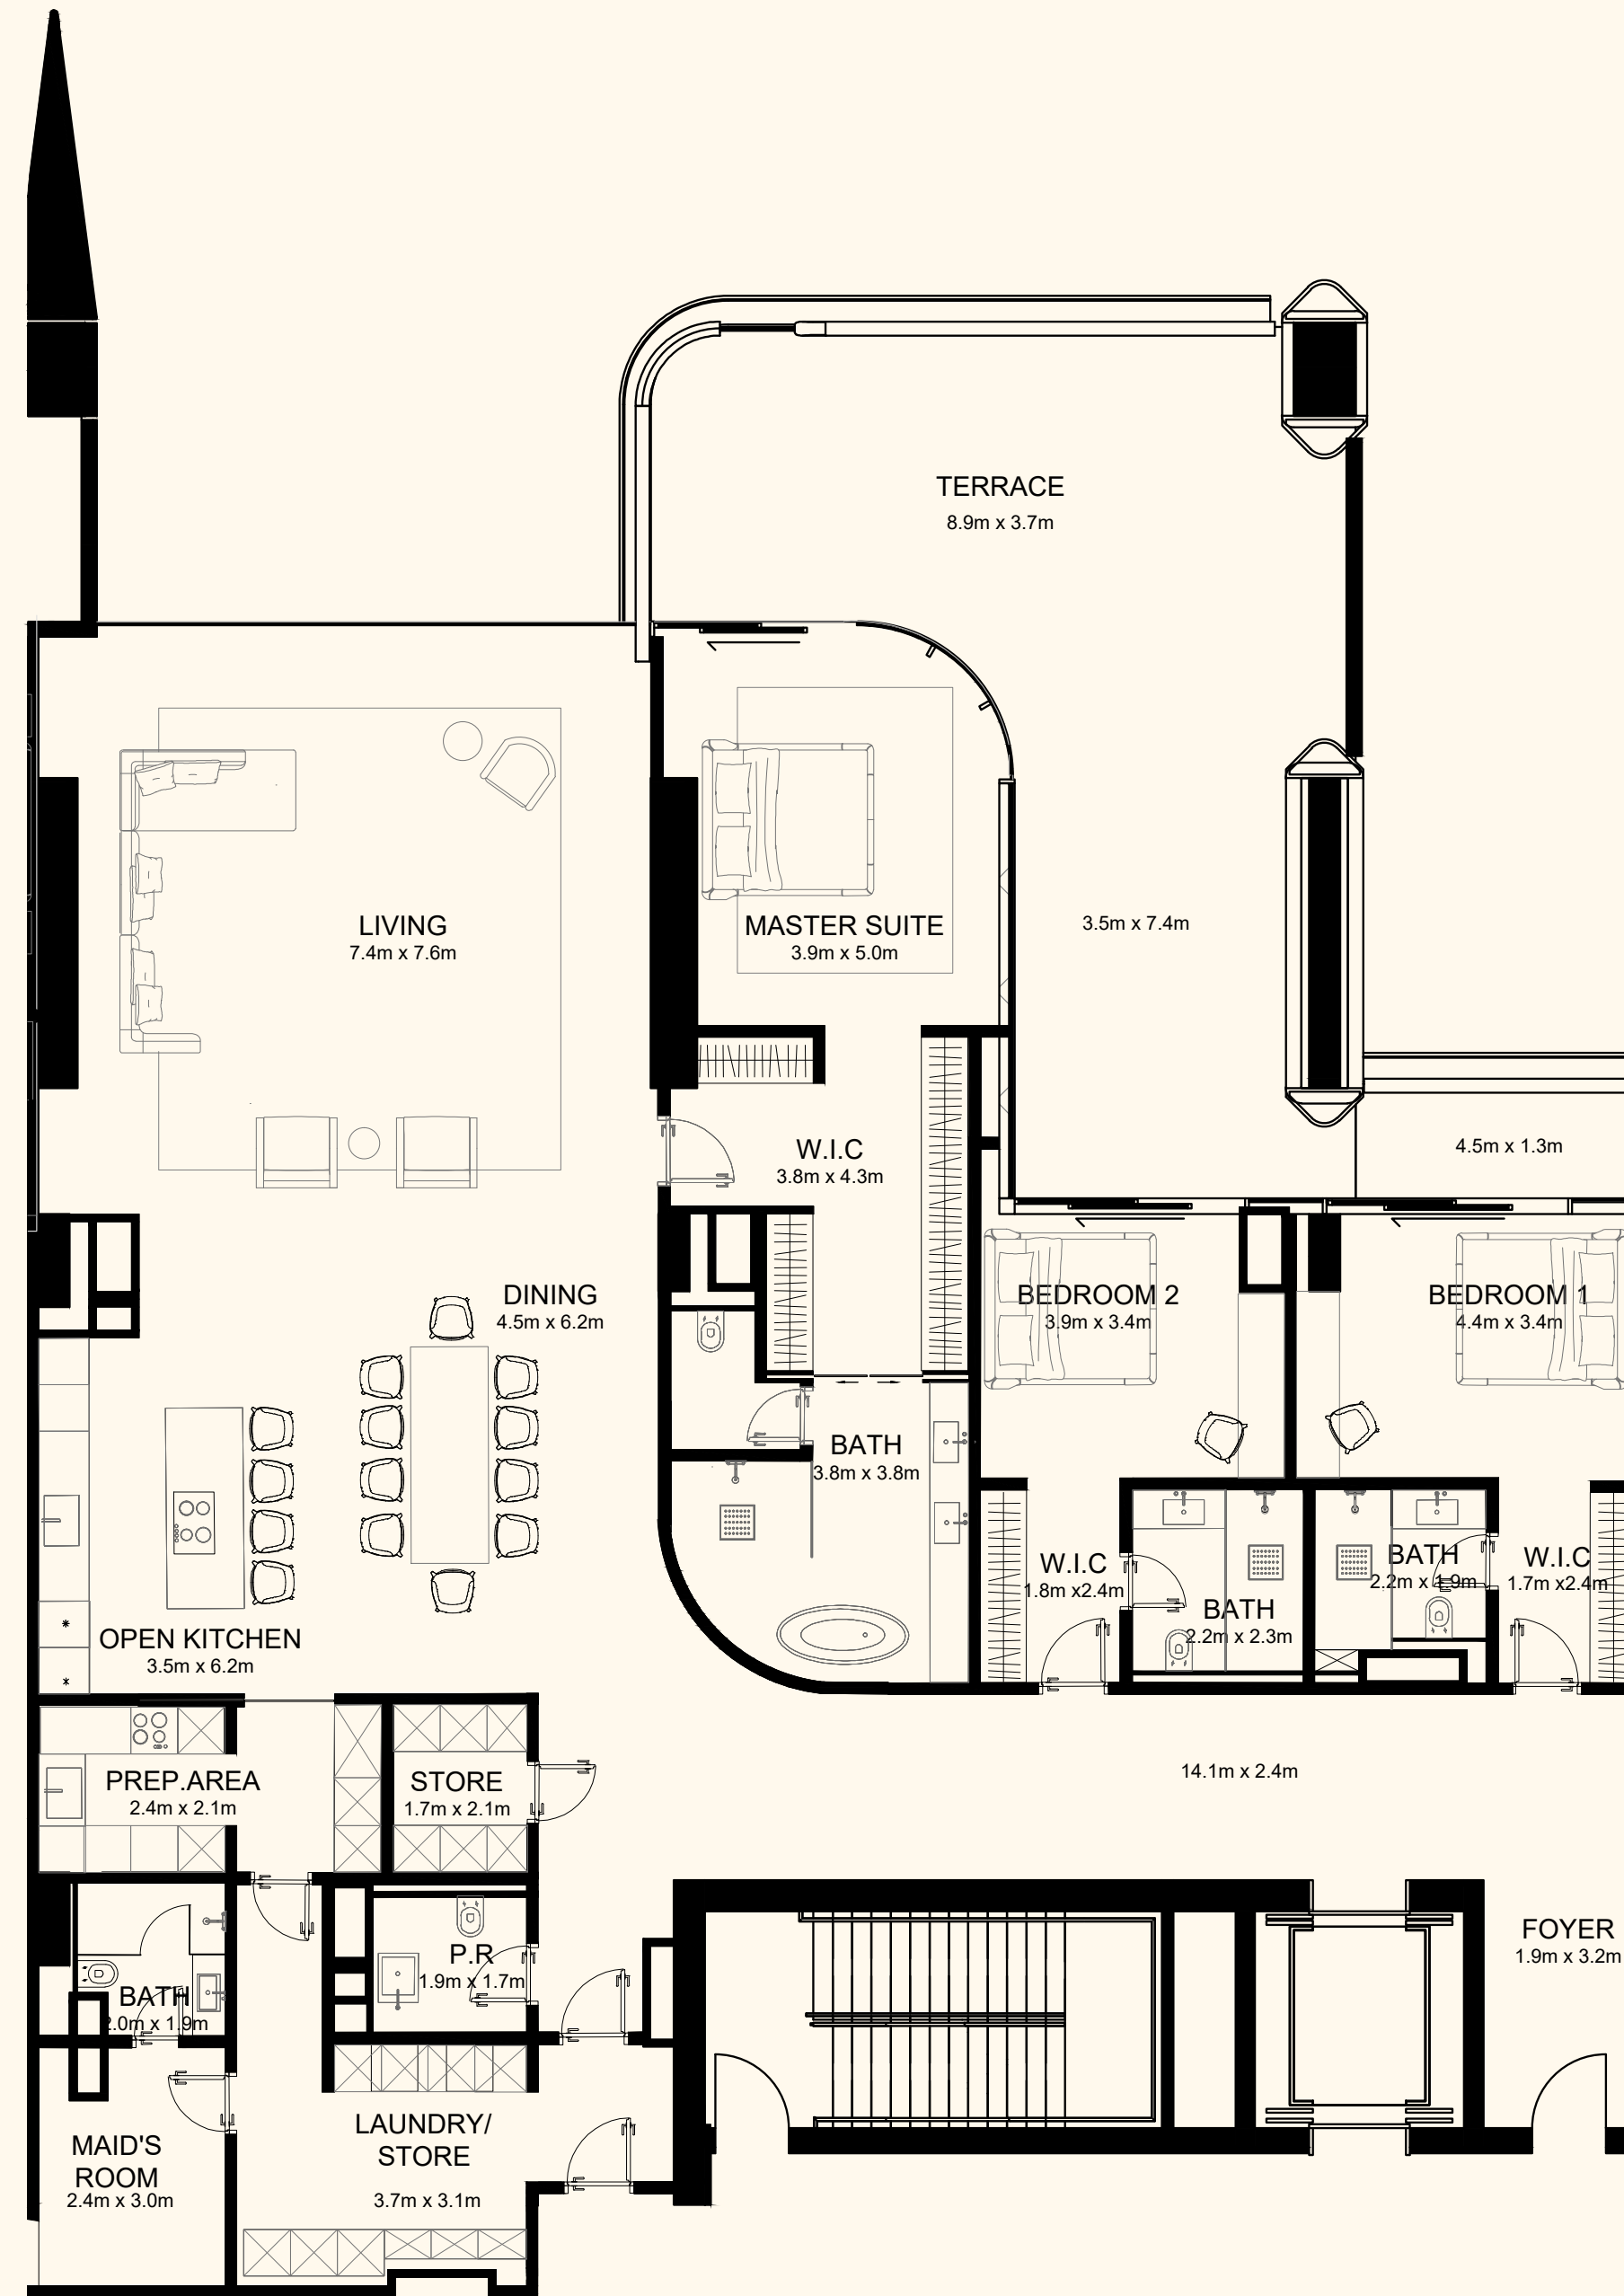 TERRACE
8.9m x 3.7m
LIVING
7.4m x 7.6m
MASTER SUITE
3.9m x 5.0m
3.5m x 7.4m
W.I.C
3.8m x 4.3m
4.5m x 1.3m
DINING
4.5m x 6.2m
BEDROOM 2
3.9m x 3.4m
BEDROOM 1
4.4m x 3.4m
BATH
3.8m x 3.8m
W.I.C
1.8m x2.4m
BATH
2.2m x 2.3m
BATH
2.2m x 1.9m
W.I.C
1.7m x2.4m
OPEN KITCHEN
3.5m x 6.2m
PREP.AREA
2.4m x 2.1m
STORE
1.7m x 2.1m
14.1m x 2.4m
P.R
1.9m x 1.7m
FOYER
1.9m x 3.2m
BATH
2.0m x 1.9m
MAID'S
ROOM
2.4m x 3.0m
LAUNDRY/
STORE
3.7m x 3.1m